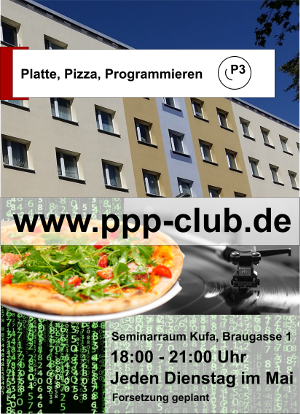 Platte, Pizza, Programmieren
P3
www.ppp-club.de
Seminarraum Kufa, Braugasse 1
18:00 - 21:00 Uhr
Jeden Dienstag im Mai
Forsetzung geplant